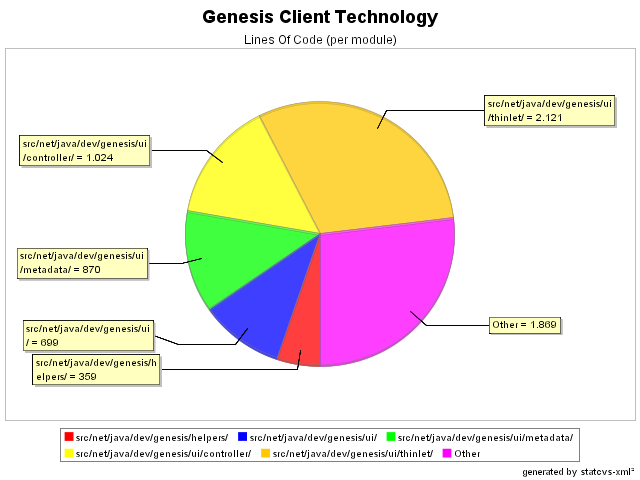 Genesis Client Technology
Lines Of Code (per module)
src/net/java/dev/genesis/ui
/thinlet/ = 2.121
src/net/java/dev/genesis/ui
/controller/ = 1.024
src/net/java/dev/genesis/ui
/metadata/ = 870
Other = 1.869
src/net/java/dev/genesis/ui
/ = 699
src/net/java/dev/genesis/h
elpers/ = 359
src/net/java/dev/genesis/helpers/ src/net/java/dev/genesis/ui/ src/net/java/dev/genesis/ui/metadata/
src/net/java/dev/genesis/ui/controller/ src/net/java/dev/genesis/ui/thinlet/ Other
generated by statcvs-xml²